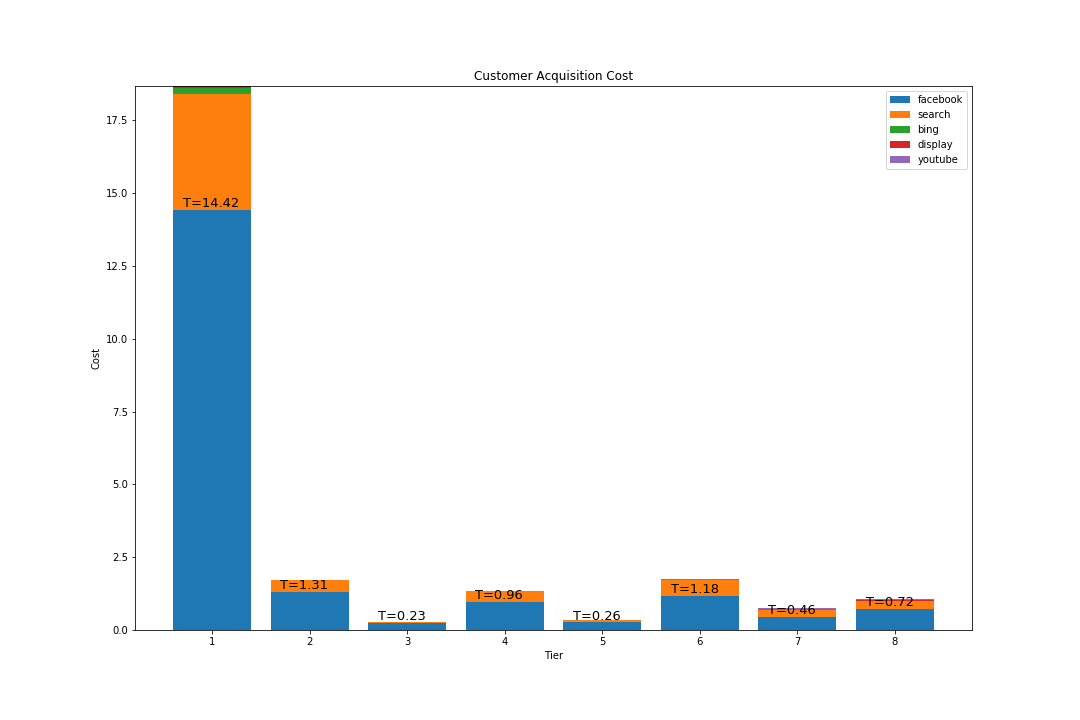 Customer Acquisition Cost
facebook
search
bing
display
youtube
17.5
15.0
12.5
10.0
7.5
5.0
2.5
0.0
Cost
T=14.42
T=1.31
T=0.23
T=0.96
T=0.26
T=1.18
T=0.46
T=0.72
1 2 3 4 5 6 7 8
Tier